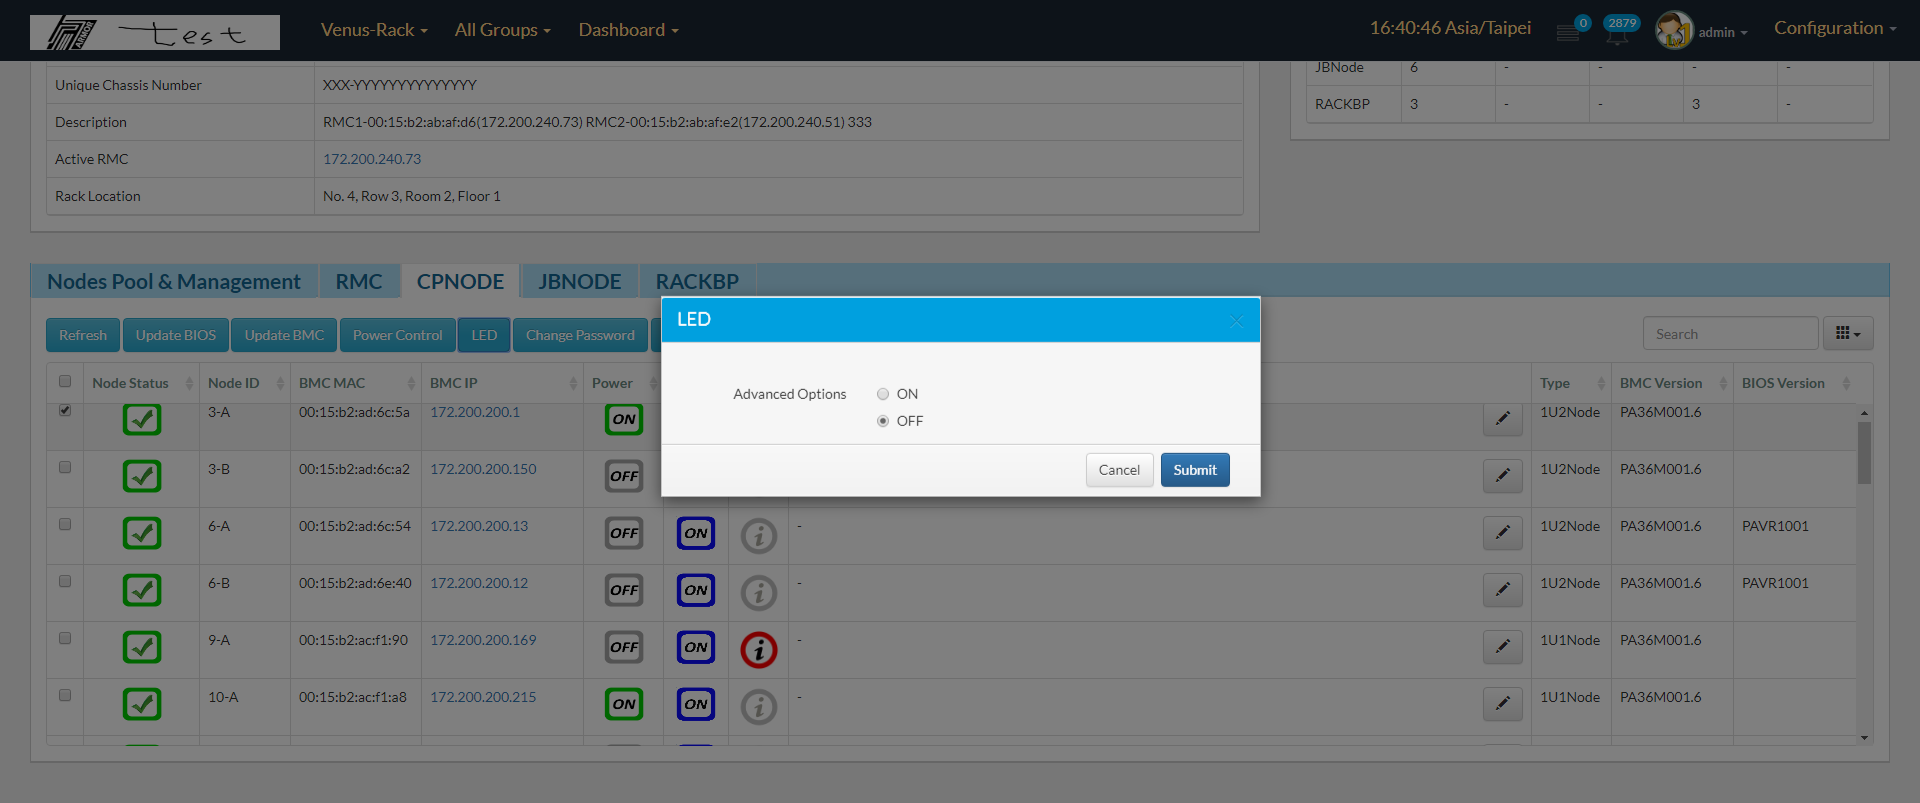 ARMOR test Venus-Rack All Groups Dashboard 16:40:46 Asia/Taipei 0 2879 admin Configuration
JBNode 6 - - - -
Unique Chassis Number XXX-YYYYYYYYYYYYYY
RACKBP 3 - - 3 -
Description RMC1-00:15:b2:ab:af:d6(172.200.240.73) RMC2-00:15:b2:ab:af:e2(172.200.240.51) 333
Active RMC 172.200.240.73
Rack Location No. 4, Row 3, Room 2, Floor 1
Nodes Pool & Management RMC CPNODE JBNODE RACKBP
LED
Refresh Update BIOS Update BMC Power Control LED Change Password Search
Node Status Node ID BMC MAC BMC IP Power Type BMC Version BIOS Version
Advanced Options ON
OFF
Cancel Submit
3-A 00:15:b2:ad:6c:5a 172.200.200.1 ON 1U2Node PA36M001.6
3-B 00:15:b2:ad:6c:a2 172.200.200.150 OFF 1U2Node PA36M001.6
6-A 00:15:b2:ad:6c:54 172.200.200.13 OFF ON i - 1U2Node PA36M001.6 PAVR1001
6-B 00:15:b2:ad:6e:40 172.200.200.12 OFF ON i - 1U2Node PA36M001.6 PAVR1001
9-A 00:15:b2:ac:f1:90 172.200.200.169 OFF ON i - 1U1Node PA36M001.6
10-A 00:15:b2:ac:f1:a8 172.200.200.215 ON ON i - 1U1Node PA36M001.6